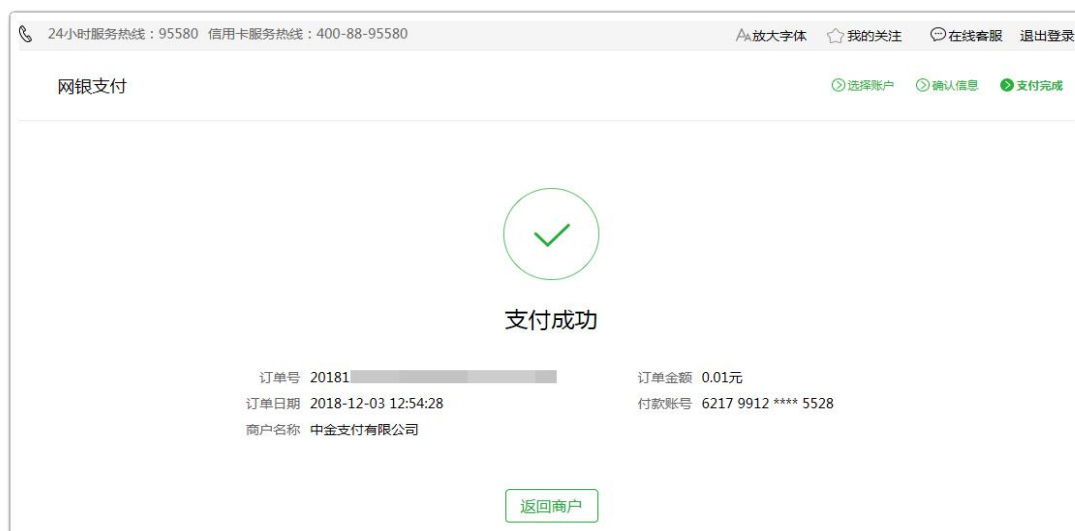 24小时服务热线：95580 信用卡服务热线：400-88-95580 AA放大字体 我的关注 在线客服 退出登录
网银支付 选择账户 确认信息 支付完成
支付成功
订单号 20181 订单金额 0.01元
订单日期 2018-12-03 12:54:28 付款账号 6217 9912 **** 5528
商户名称 中金支付有限公司
返回商户